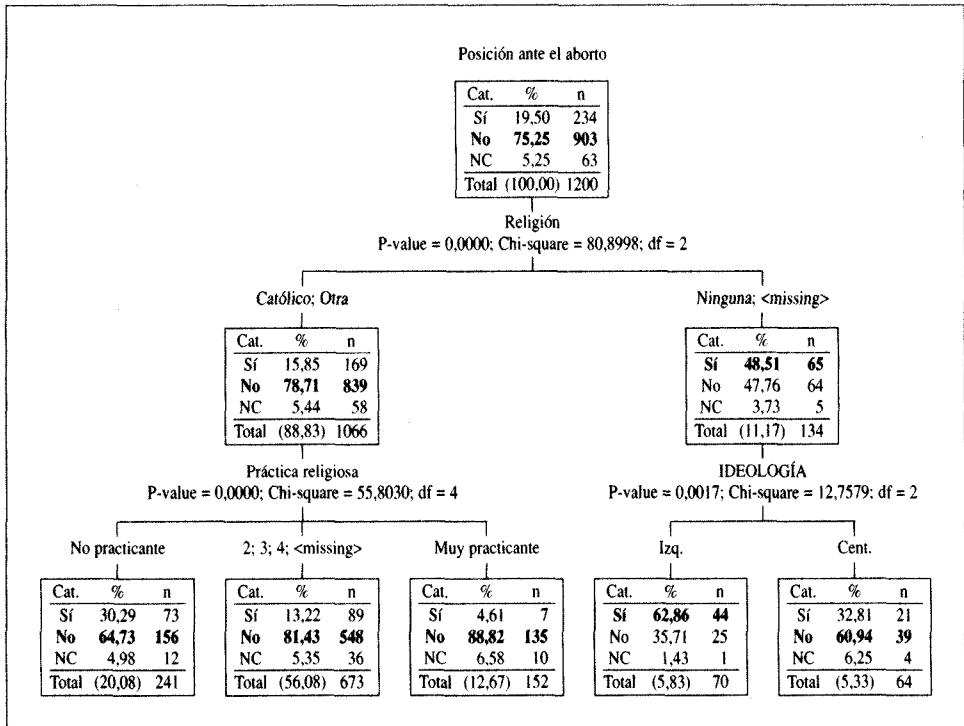 Posición ante el aborto
Cat. % n
Sí 19,50 234
No 75,25 903
NC 5,25 63
Total (100,00) 1200
Religión
P-value = 0,0000; Chi-square = 80,8998; df = 2
Católico; Otra
Cat. % n
Sí 15,85 169
No 78,71 839
NC 5,44 58
Total (88,83) 1066
Ninguna; <missing>
Cat. % n
Sí 48,51 65
No 47,76 64
NC 3,73 5
Total (11,17) 134
Práctica religiosa
P-value = 0,0000; Chi-square = 55,8030; df = 4
IDEOLOGÍA
P-value = 0,0017; Chi-square = 12,7579; df = 2
No practicante
Cat. % n
Sí 30,29 73
No 64,73 156
NC 4,98 12
Total (20,08) 241
2; 3; 4; <missing>
Cat. % n
Sí 13,22 89
No 81,43 548
NC 5,35 36
Total (56,08) 673
Muy practicante
Cat. % n
Sí 4,61 7
No 88,82 135
NC 6,58 10
Total (12,67) 152
Izq.
Cat. % n
Sí 62,86 44
No 35,71 25
NC 1,43 1
Total (5,83) 70
Cent.
Cat. % n
Sí 32,81 21
No 60,94 39
NC 6,25 4
Total (5,33) 64